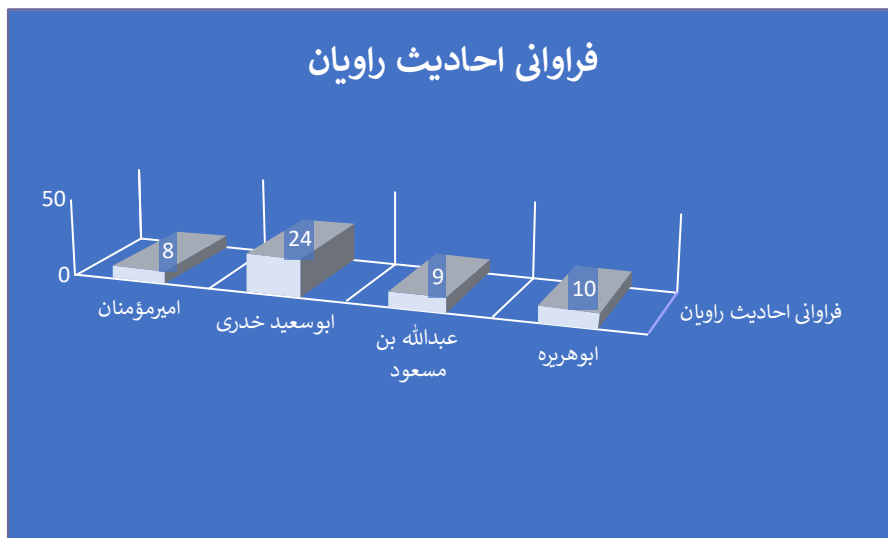 فراوانی احادیث راویان
50
0
8
24
9
10
امیرمؤمنان
ابوسعید خدری
عبدالله بن
مسعود
ابوهریره
فراوانی احادیث راویان